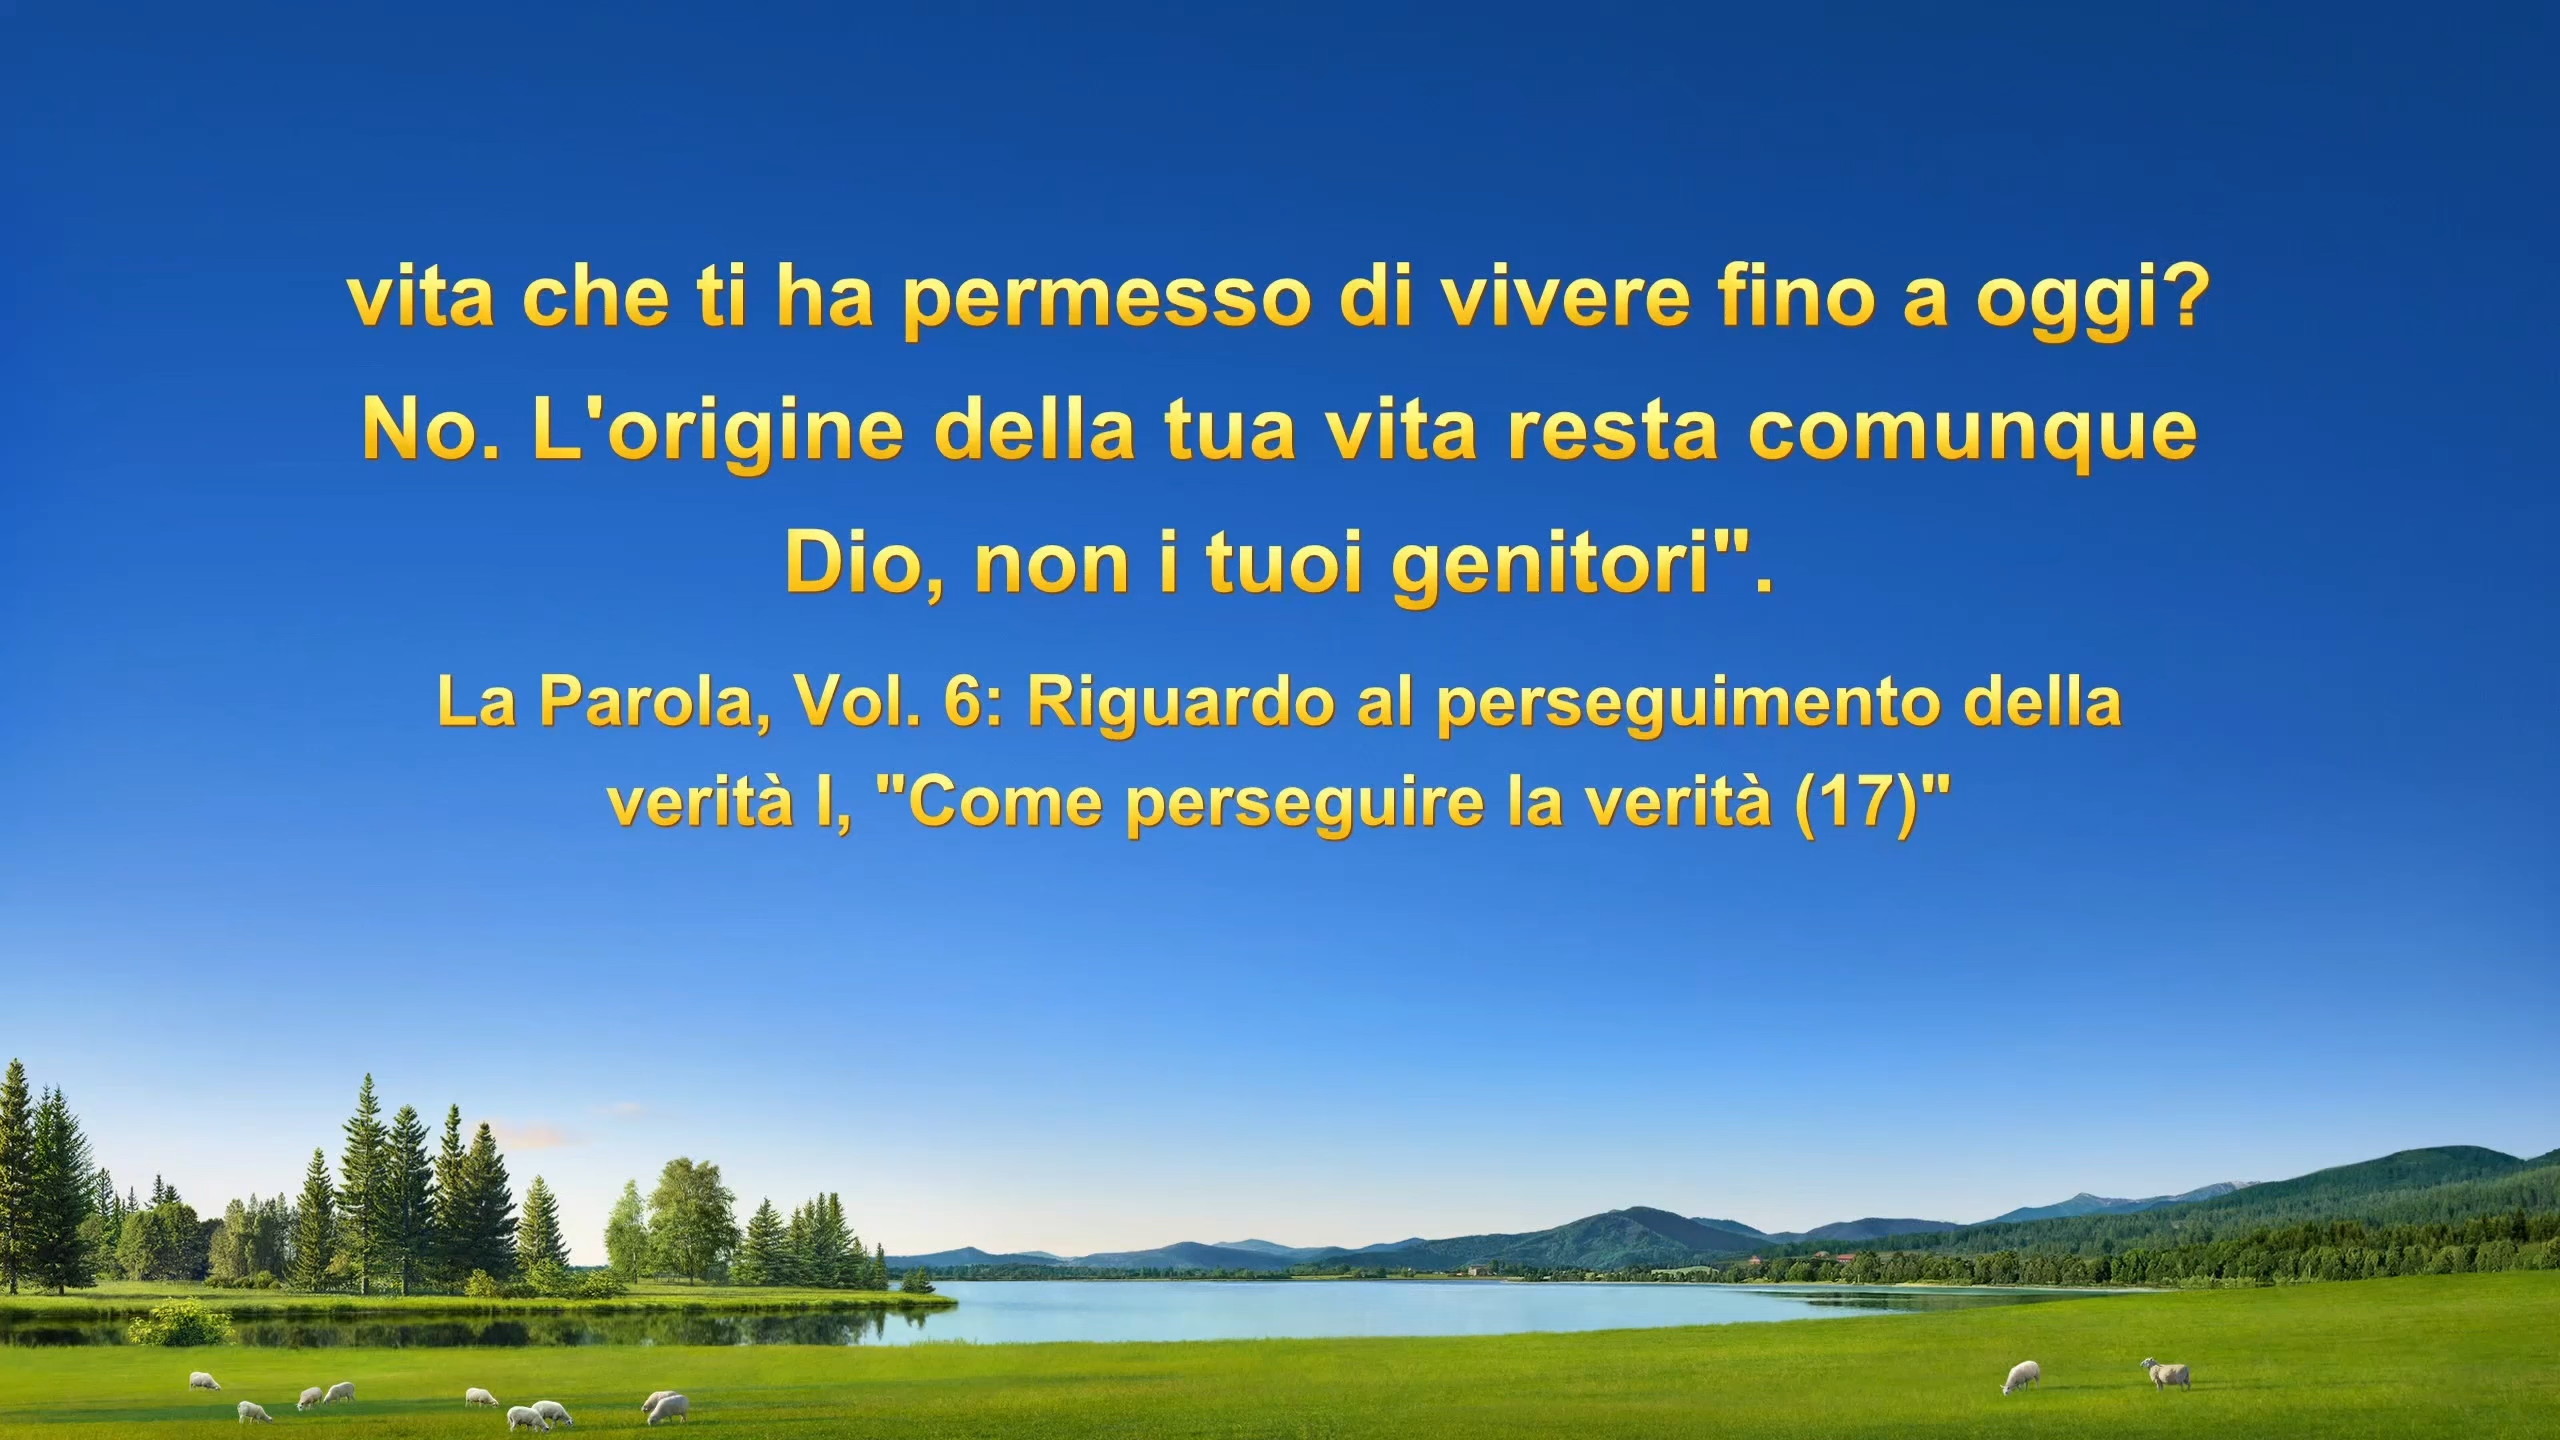 vita che ti ha permesso di vivere fino a oggi?
No. L'origine della tua vita resta comunque
Dio, non i tuoi genitori".
La Parola, Vol. 6: Riguardo al perseguimento della
verità I, "Come perseguire la verità (17)"